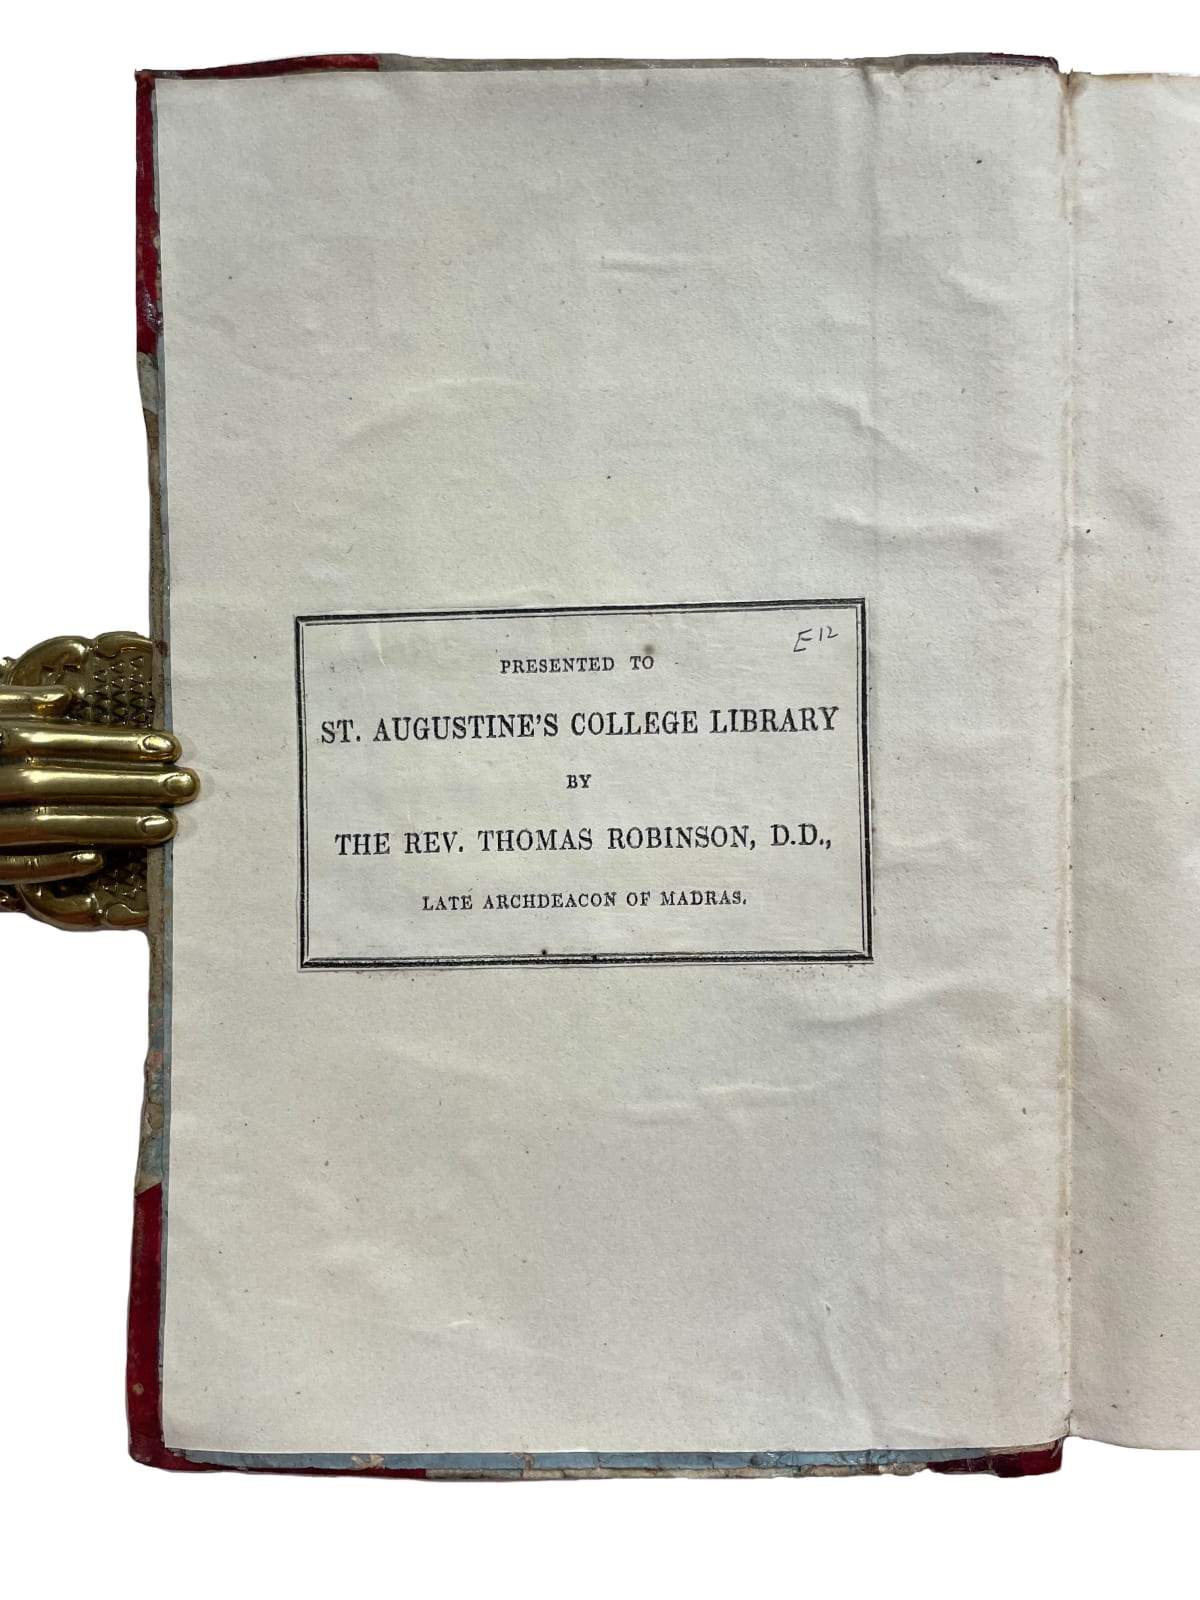 E12
PRESENTED TO
ST. AUGUSTINE'S COLLEGE LIBRARY
BY
THE REV. THOMAS ROBINSON, D.D.,
LATE ARCHDEACON OF MADRAS.